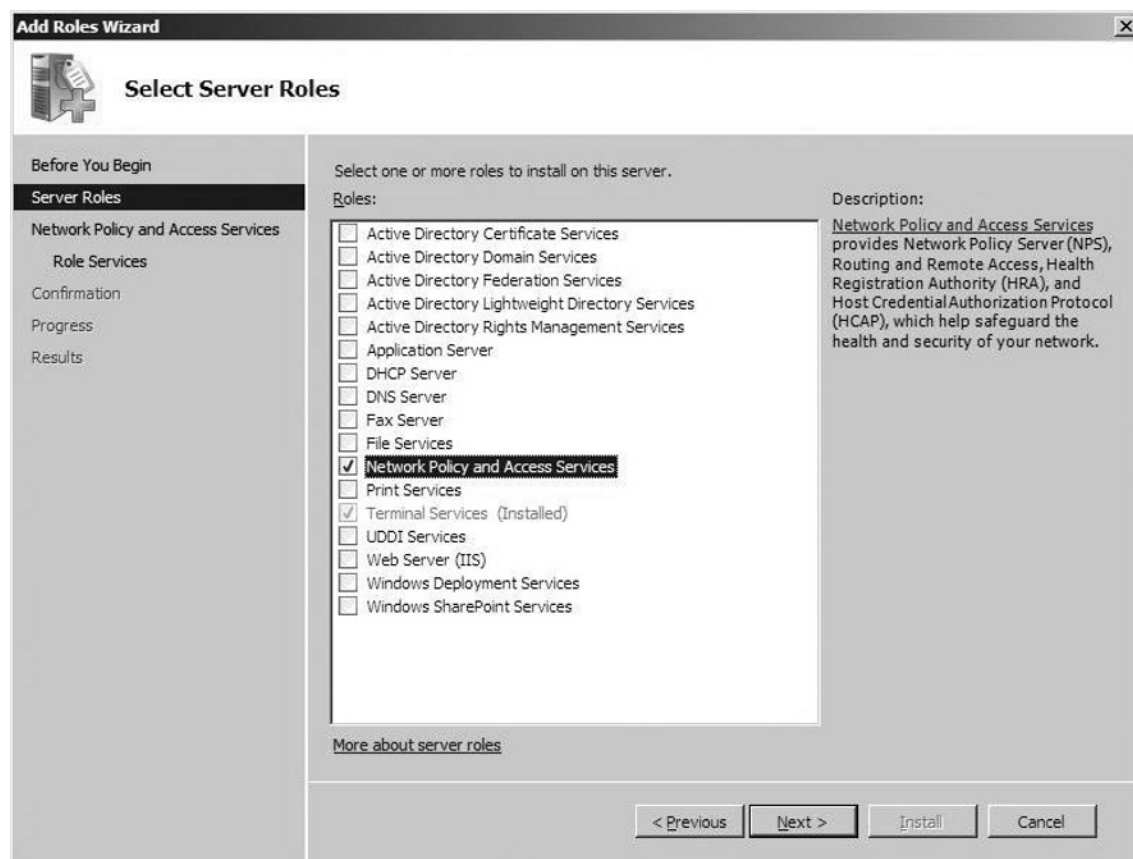 Add Roles Wizard
Select Server Roles
Before You Begin
Server Roles
Network Policy and Access Services
Role Services
Confirmation
Progress
Results
Select one or more roles to install on this server.
Roles:
Active Directory Certificate Services
Active Directory Domain Services
Active Directory Federation Services
Active Directory Lightweight Directory Services
Active Directory Rights Management Services
Application Server
DHCP Server
DNS Server
Fax Server
File Services
Network Policy and Access Services
Print Services
Terminal Services (Installed)
UDDI Services
Web Server (IIS)
Windows Deployment Services
Windows SharePoint Services
More about server roles
Description:
Network Policy and Access Services
provides Network Policy Server (NPS),
Routing and Remote Access, Health
Registration Authority (HRA), and
Host Credential Authorization Protocol
(HCAP), which help safeguard the
health and security of your network.
< Previous
Next >
Install
Cancel